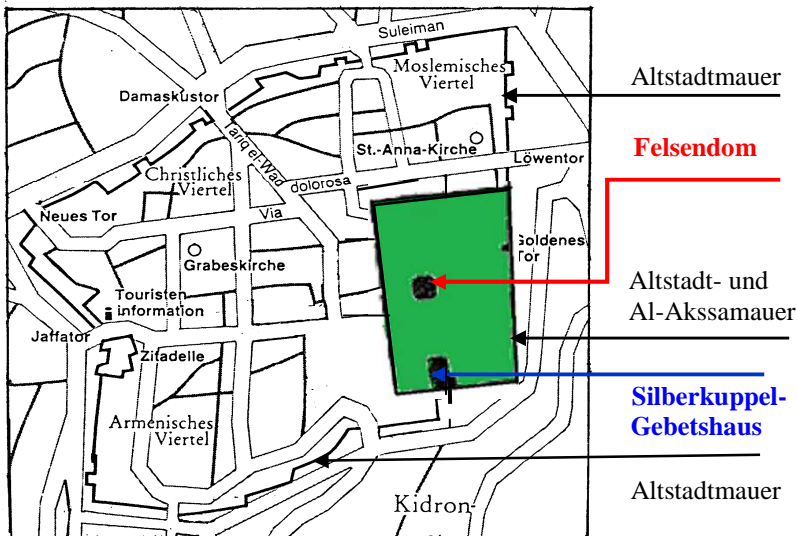 Suleiman
Moslemisches
Viertel
Altstadtmauer
Damaskustor
Tariq el-Wad
St.-Anna-Kirche
Felsendom
Löwentor
Christliches
Viertel
dolorosa
Via
Neues Tor
Goldenes
Tor
Grabeskirche
Altstadt- und
Al-Akssamauer
Touristen
information
Jaffator
Zitadelle
Silberkuppel-
Gebetshaus
Armenisches
Viertel
Altstadtmauer
Kidron-